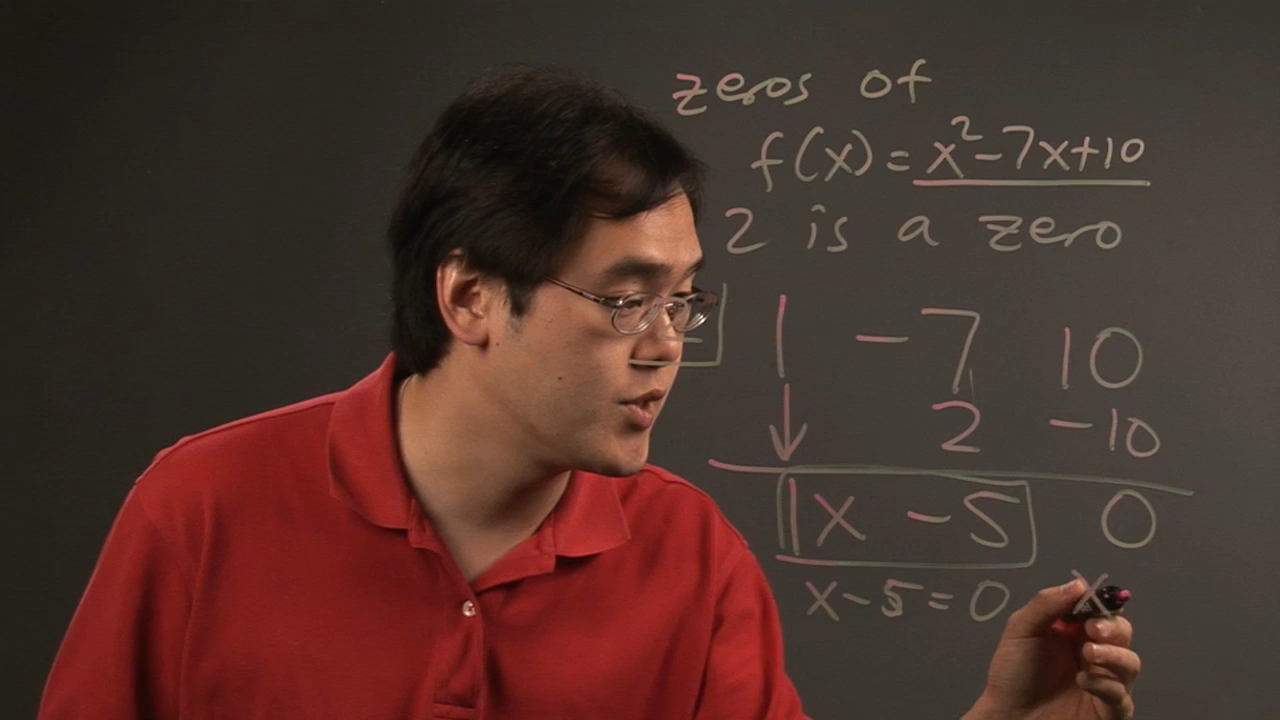 zeros of
f(x) = x²-7x+10
2 is a zero
1 -7 10
2 -10
1x -5 0
x-5=0 x